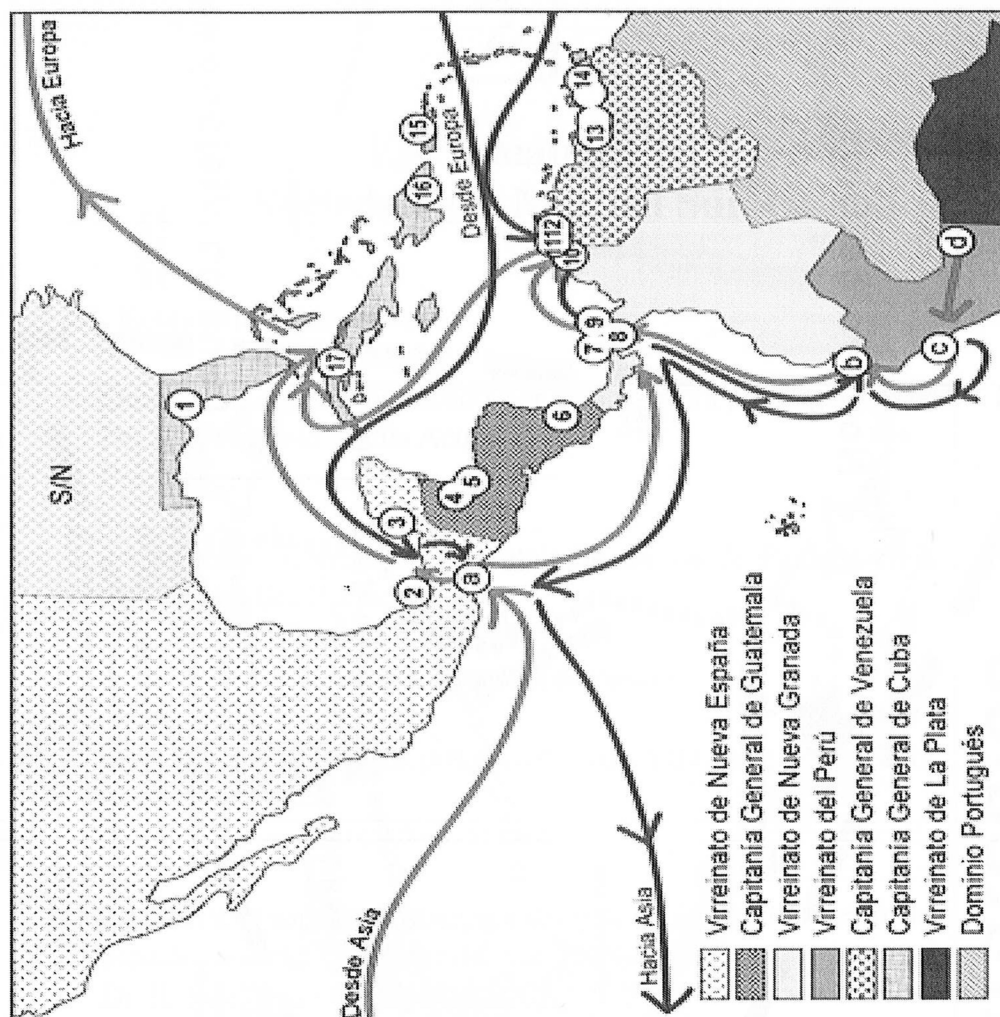 Hacia Europa
S/N
1
17
16
15
Desde Europa
2
3
4
5
6
a
7
8
9
10
1112
13
14
b
c
d
Desde Asia
Hacia Asia
Virreinato de Nueva España
Capitanía General de Guatemala
Virreinato de Nueva Granada
Virreinato del Perú
Capitanía General de Venezuela
Capitanía General de Cuba
Virreinato de La Plata
Dominio Portugués